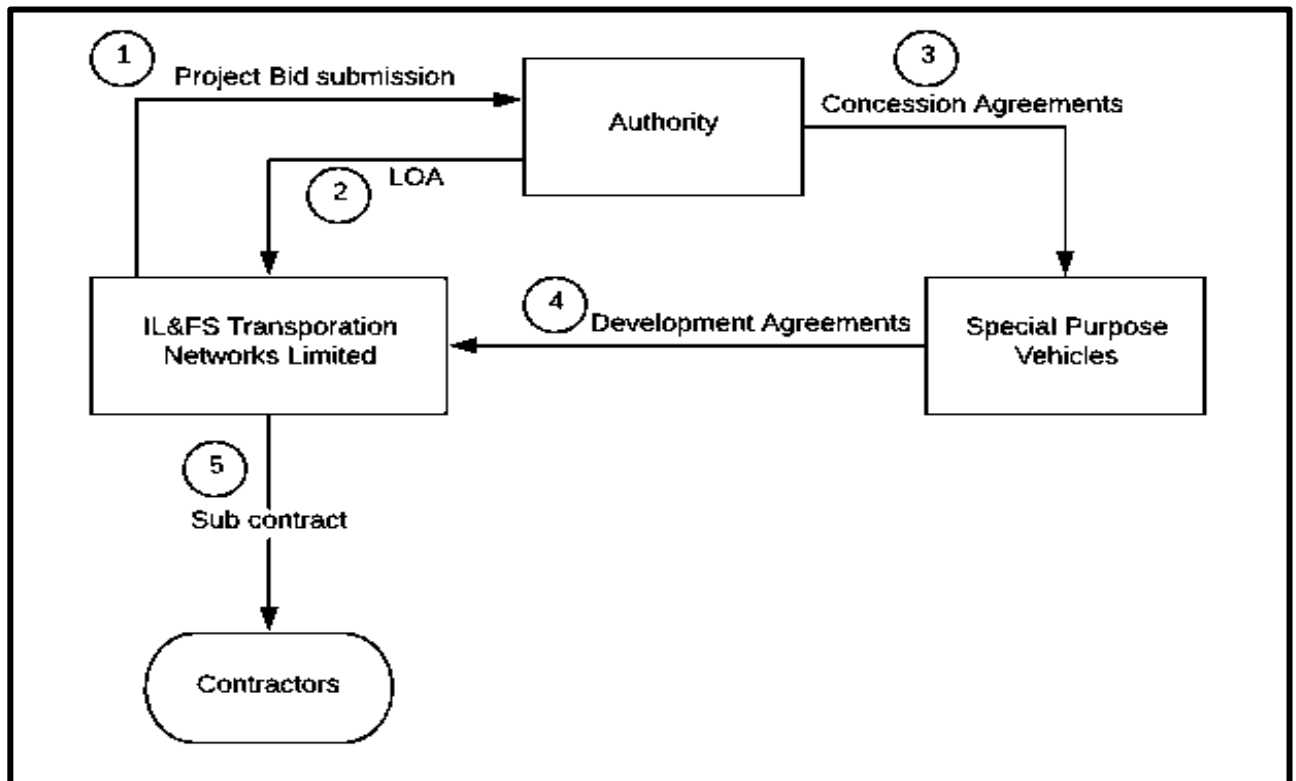 1
Project Bid submission
Authority
3
Concession Agreements
2
LOA
IL&FS Transporation
Networks Limited
4
Development Agreements
Special Purpose
Vehicles
5
Sub contract
Contractors